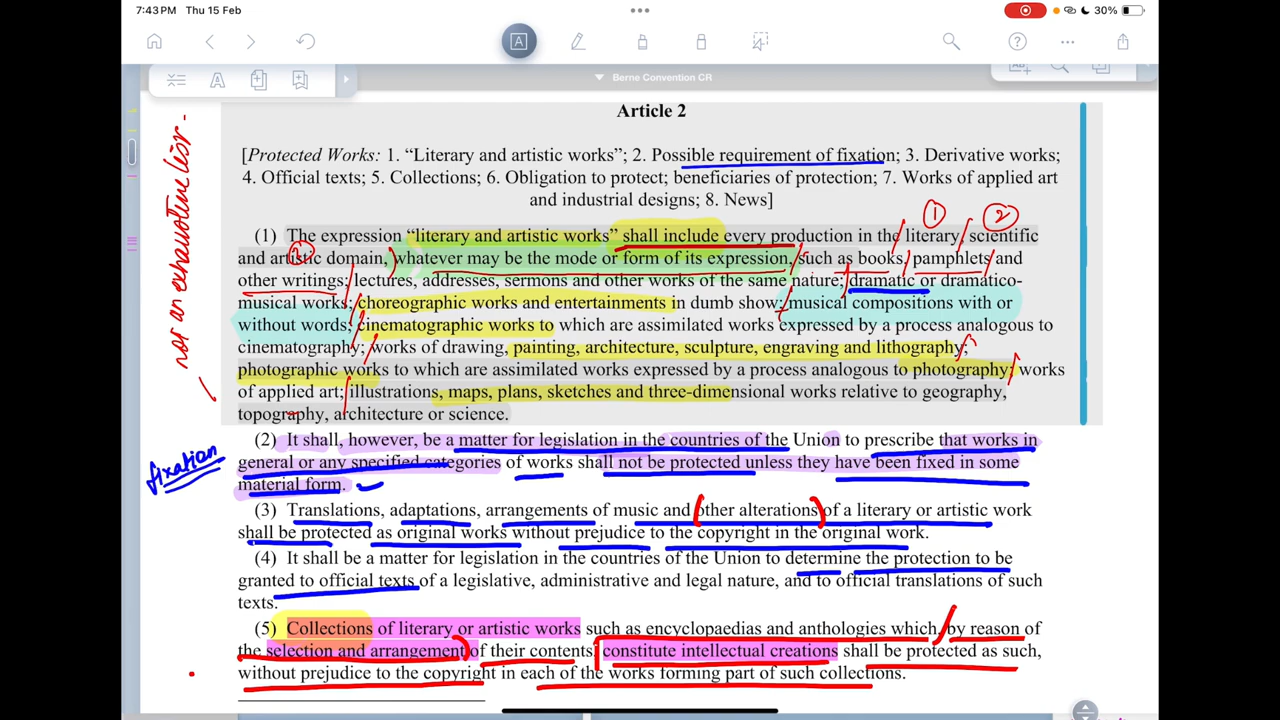 7:43 PM Thu 15 Feb
30%
Berne Convention CR
Article 2
[Protected Works: 1. “Literary and artistic works”; 2. Possible requirement of fixation; 3. Derivative works;
4. Official texts; 5. Collections; 6. Obligation to protect; beneficiaries of protection; 7. Works of applied art
and industrial designs; 8. News]
1 2
(1) The expression “literary and artistic works” shall include every production in the literary, scientific
and artistic domain, whatever may be the mode or form of its expression, such as books, pamphlets and
other writings; lectures, addresses, sermons and other works of the same nature; dramatic or dramatico-
musical works; choreographic works and entertainments in dumb show; musical compositions with or
without words; cinematographic works to which are assimilated works expressed by a process analogous to
cinematography; works of drawing, painting, architecture, sculpture, engraving and lithography;
photographic works to which are assimilated works expressed by a process analogous to photography; works
of applied art; illustrations, maps, plans, sketches and three-dimensional works relative to geography,
topography, architecture or science.
not an exhaustive list.
(2) It shall, however, be a matter for legislation in the countries of the Union to prescribe that works in
general or any specified categories of works shall not be protected unless they have been fixed in some
material form.
fixation
(3) Translations, adaptations, arrangements of music and other alterations of a literary or artistic work
shall be protected as original works without prejudice to the copyright in the original work.
(4) It shall be a matter for legislation in the countries of the Union to determine the protection to be
granted to official texts of a legislative, administrative and legal nature, and to official translations of such
texts.
(5) Collections of literary or artistic works such as encyclopaedias and anthologies which, by reason of
the selection and arrangement of their contents, constitute intellectual creations shall be protected as such,
without prejudice to the copyright in each of the works forming part of such collections.